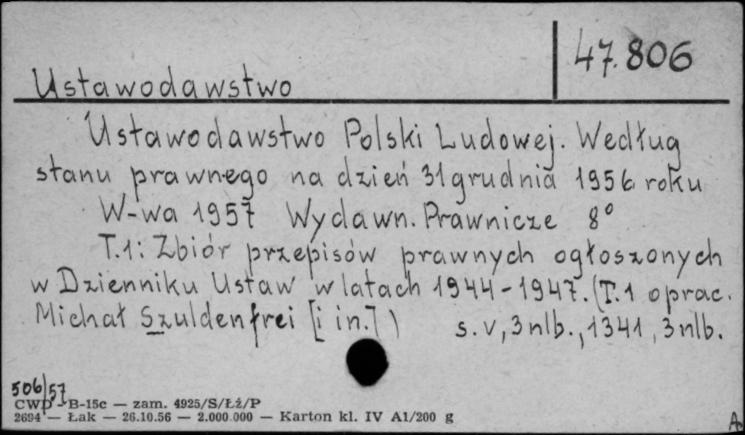 47.806
Ustawodawstwo
Ustawodawstwo Polski Ludowej. Według
stanu prawnego na dzień 31 grudnia 1956 roku
W-wa 1957 Wydawn. Prawnicze 8°
T.1: Zbiór przepisów prawnych ogłoszonych
w Dzienniku Ustaw w latach 1944-1947. (T.1 oprac.
Michał Szuldenfrei [i in.]) s. v, 3 nlb., 1341, 3 nlb.
506/57
CWD — B-15c — zam. 4925/S/Łź/P
2694 — Łak — 26.10.56 — 2.000.000 — Karton kl. IV A1/200 g